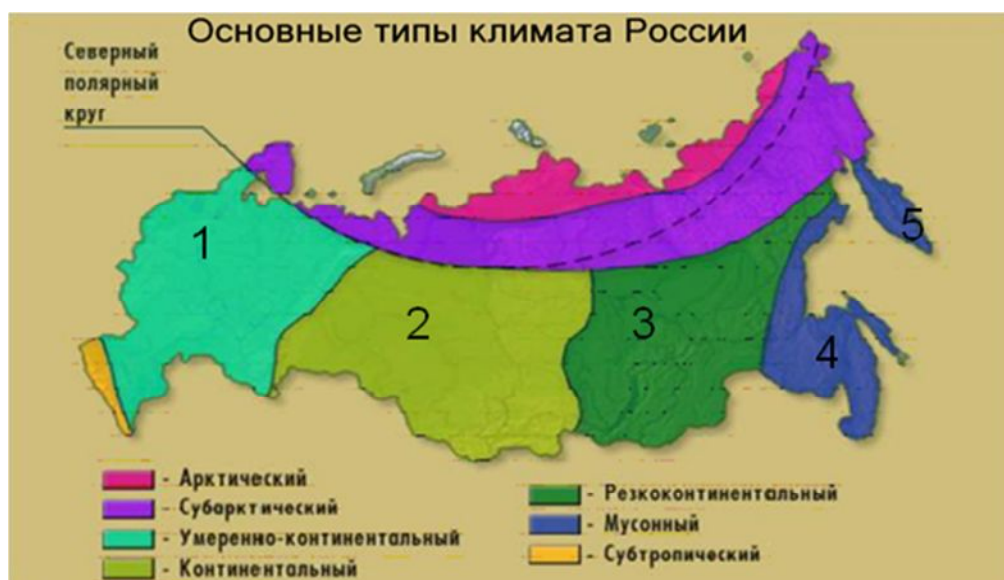 Основные типы климата России
Северный
полярный
круг
1
2
3
4
5
- Арктический
- Субарктический
- Умеренно-континентальный
- Континентальный
- Резкоконтинентальный
- Мусонный
- Субтропический